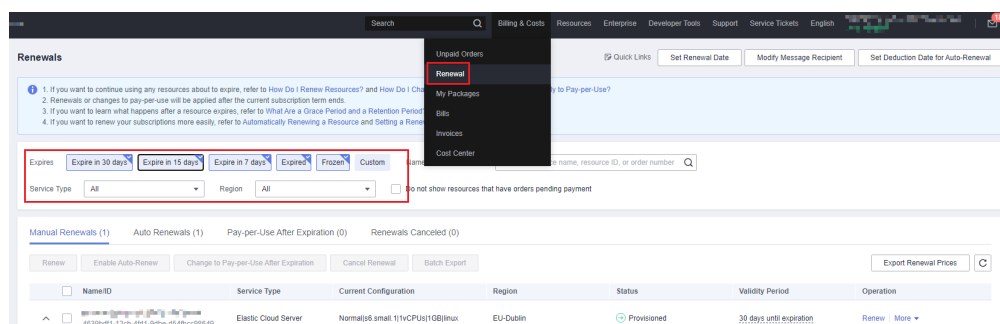 Search Billing & Costs Resources Enterprise Developer Tools Support Service Tickets English
Renewals
Unpaid Orders
Renewal
My Packages
Bills
Invoices
Cost Center
Quick Links Set Renewal Date Modify Message Recipient Set Deduction Date for Auto-Renewal
1. If you want to continue using any resources about to expire, refer to How Do I Renew Resources? and How Do I Cha ly to Pay-per-Use?
2. Renewals or changes to pay-per-use will be applied after the current subscription term ends.
3. If you want to learn what happens after a resource expires, refer to What Are a Grace Period and a Retention Period?
4. If you want to renew your subscriptions more easily, refer to Automatically Renewing a Resource and Setting a Rene
Expires Expire in 30 days Expire in 15 days Expire in 7 days Expired Frozen Custom Name ce name, resource ID, or order number
Service Type All Region All Do not show resources that have orders pending payment
Manual Renewals (1) Auto Renewals (1) Pay-per-Use After Expiration (0) Renewals Canceled (0)
Renew Enable Auto-Renew Change to Pay-per-Use After Expiration Cancel Renewal Batch Export Export Renewal Prices
Name/ID Service Type Current Configuration Region Status Validity Period Operation
Elastic Cloud Server Normal|s6.small.1|1vCPUs|1GB|linux EU-Dublin Provisioned 30 days until expiration Renew More